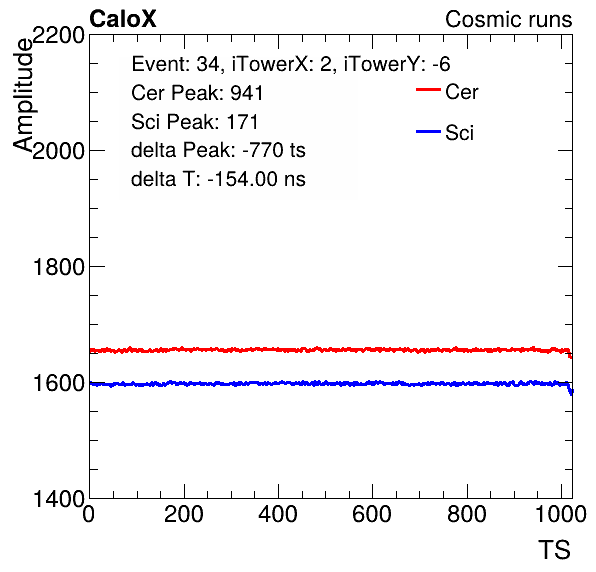 CaloX Cosmic runs
Amplitude
2200
2000
1800
1600
1400
Event: 34, iTowerX: 2, iTowerY: -6
Cer Peak: 941
Sci Peak: 171
delta Peak: -770 ts
delta T: -154.00 ns
Cer
Sci
0 200 400 600 800 1000
TS